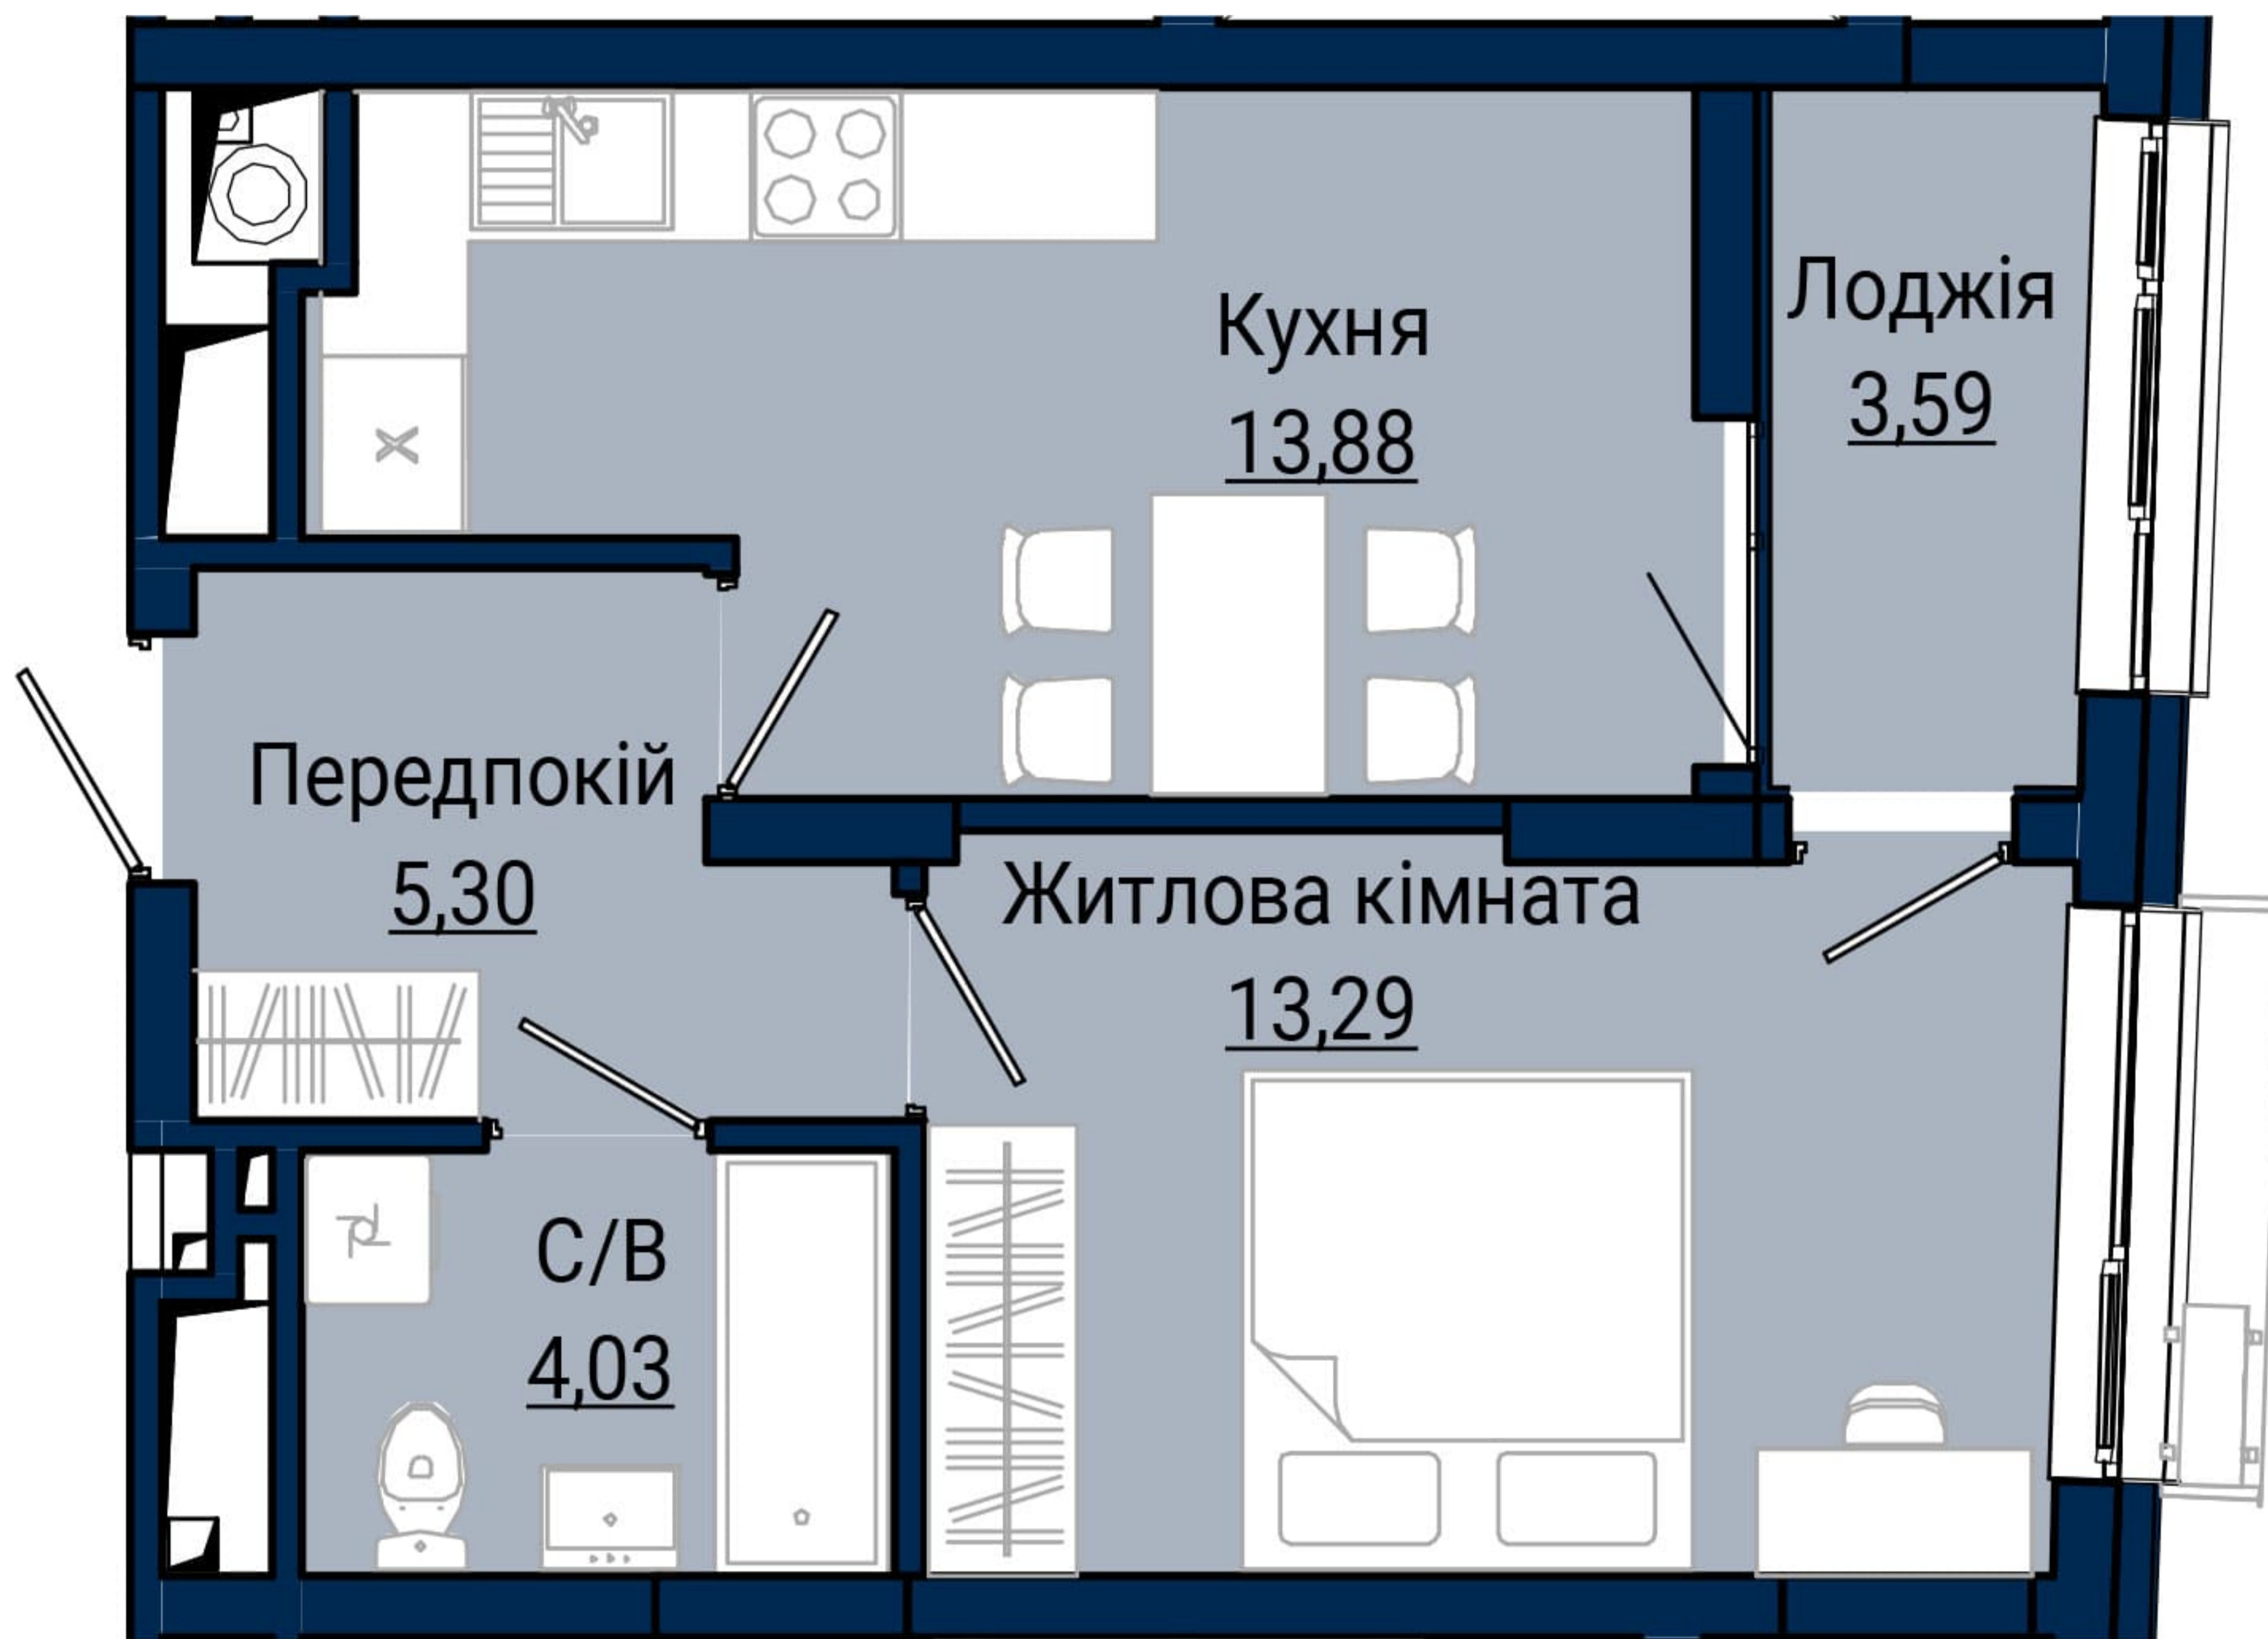 Кухня
13,88
Лоджія
3,59
Передпокій
5,30
Житлова кімната
13,29
С/В
4,03